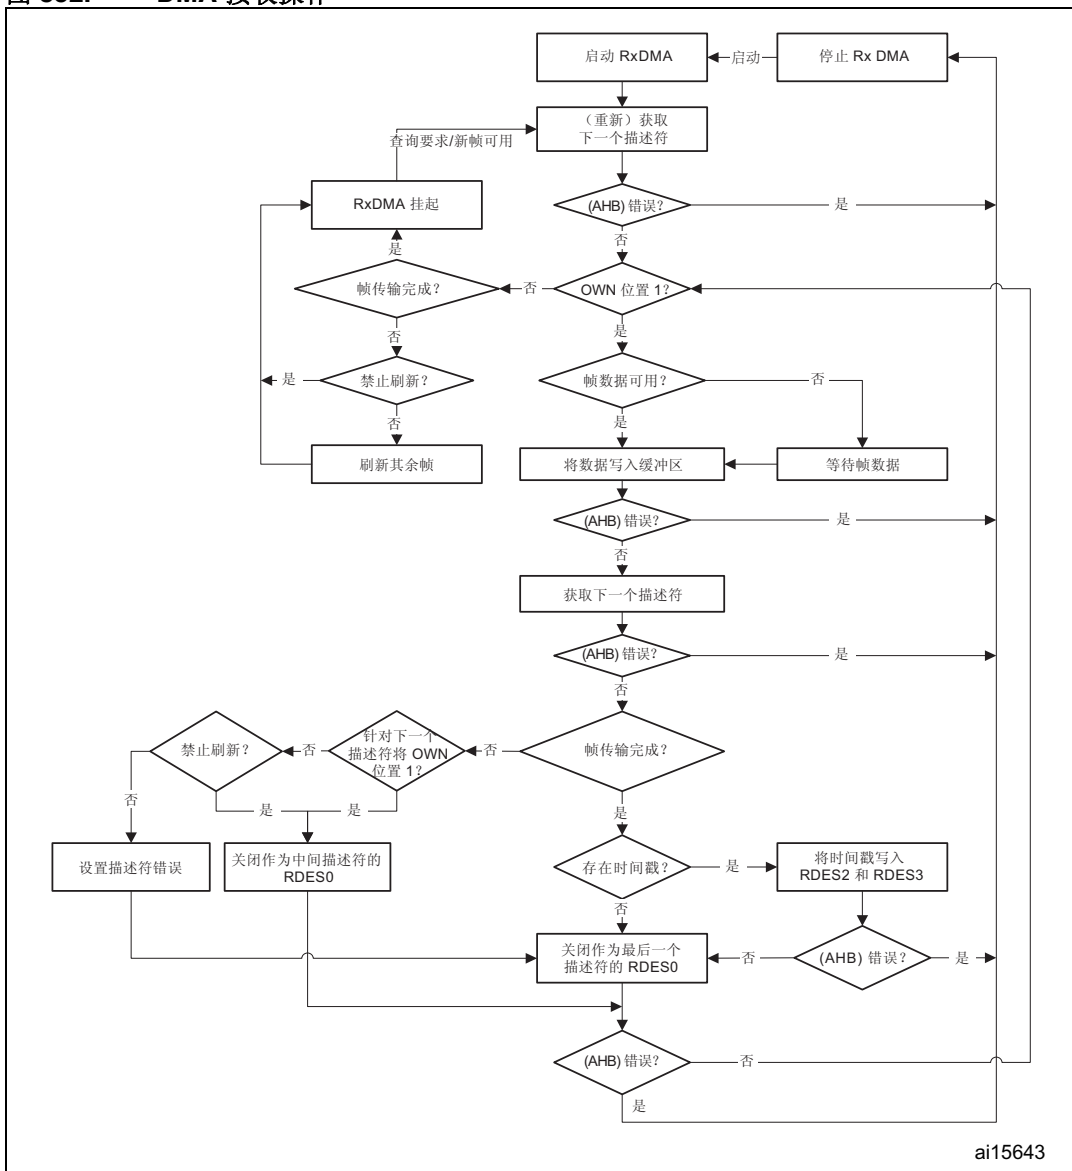 启动 RxDMA
启动
停止 Rx DMA
（重新）获取
下一个描述符
查询要求/新帧可用
RxDMA 挂起
(AHB) 错误？
是
是
否
帧传输完成？
否
OWN 位置 1？
否
是
是
禁止刷新？
帧数据可用？
否
否
是
刷新其余帧
将数据写入缓冲区
等待帧数据
(AHB) 错误？
是
否
获取下一个描述符
(AHB) 错误？
是
否
禁止刷新？
否
针对下一个
描述符将 OWN
位置 1？
否
帧传输完成？
否
是
是
是
设置描述符错误
关闭作为中间描述符的
RDES0
存在时间戳？
是
将时间戳写入
RDES2 和 RDES3
否
关闭作为最后一个
描述符的 RDES0
否
(AHB) 错误？
是
(AHB) 错误？
否
是
ai15643